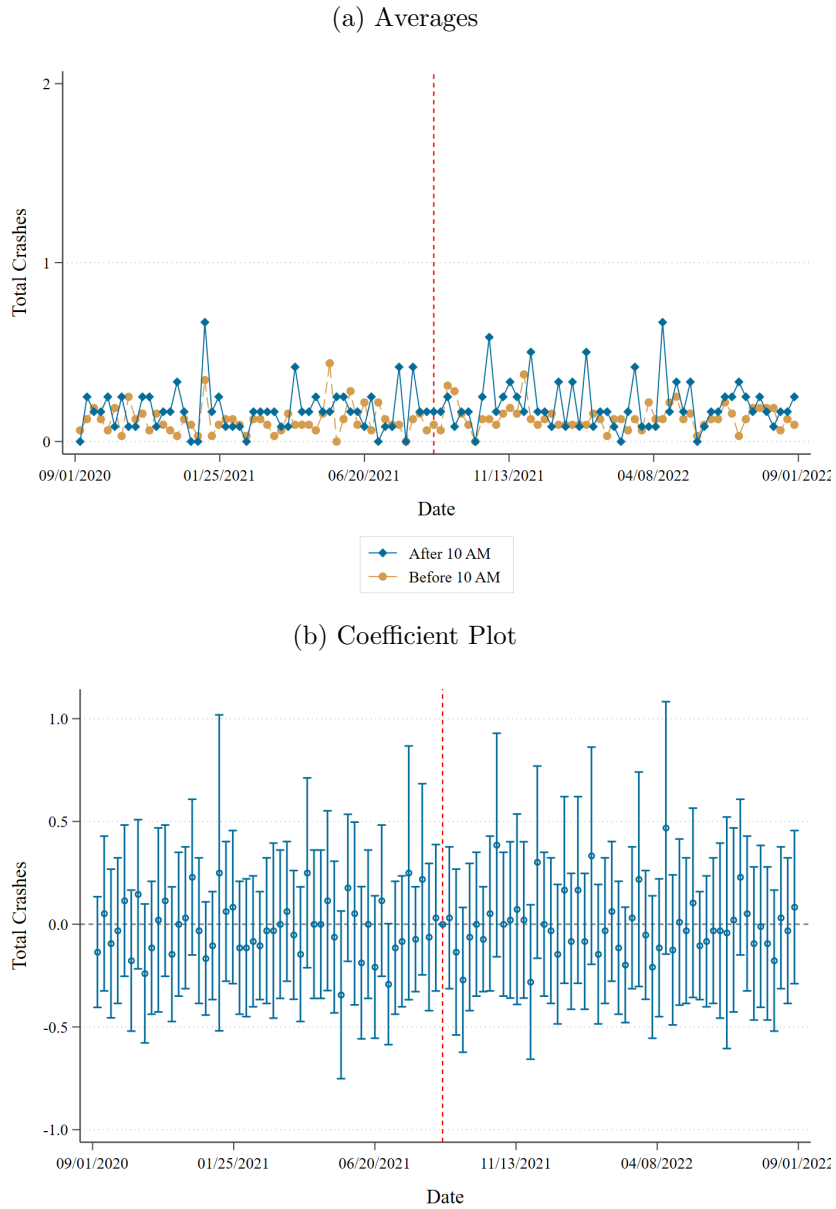 (a) Averages
2
1
0
Total Crashes
09/01/2020 01/25/2021 06/20/2021 11/13/2021 04/08/2022 09/01/2022
Date
After 10 AM
Before 10 AM
(b) Coefficient Plot
1.0
0.5
0.0
-0.5
-1.0
Total Crashes
09/01/2020 01/25/2021 06/20/2021 11/13/2021 04/08/2022 09/01/2022
Date